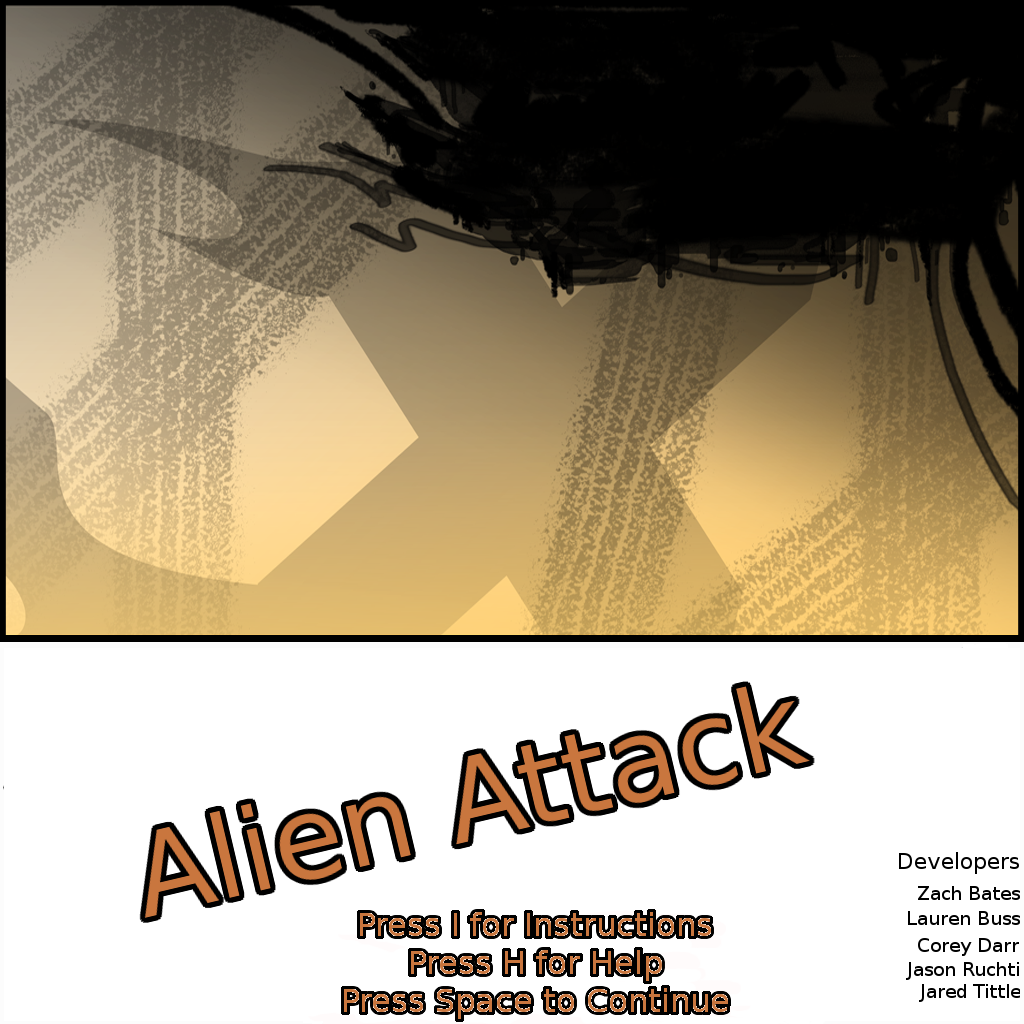 Alien Attack
Press I for Instructions
Press H for Help
Press Space to Continue
Developers
Zach Bates
Lauren Buss
Corey Darr
Jason Ruchti
Jared Tittle